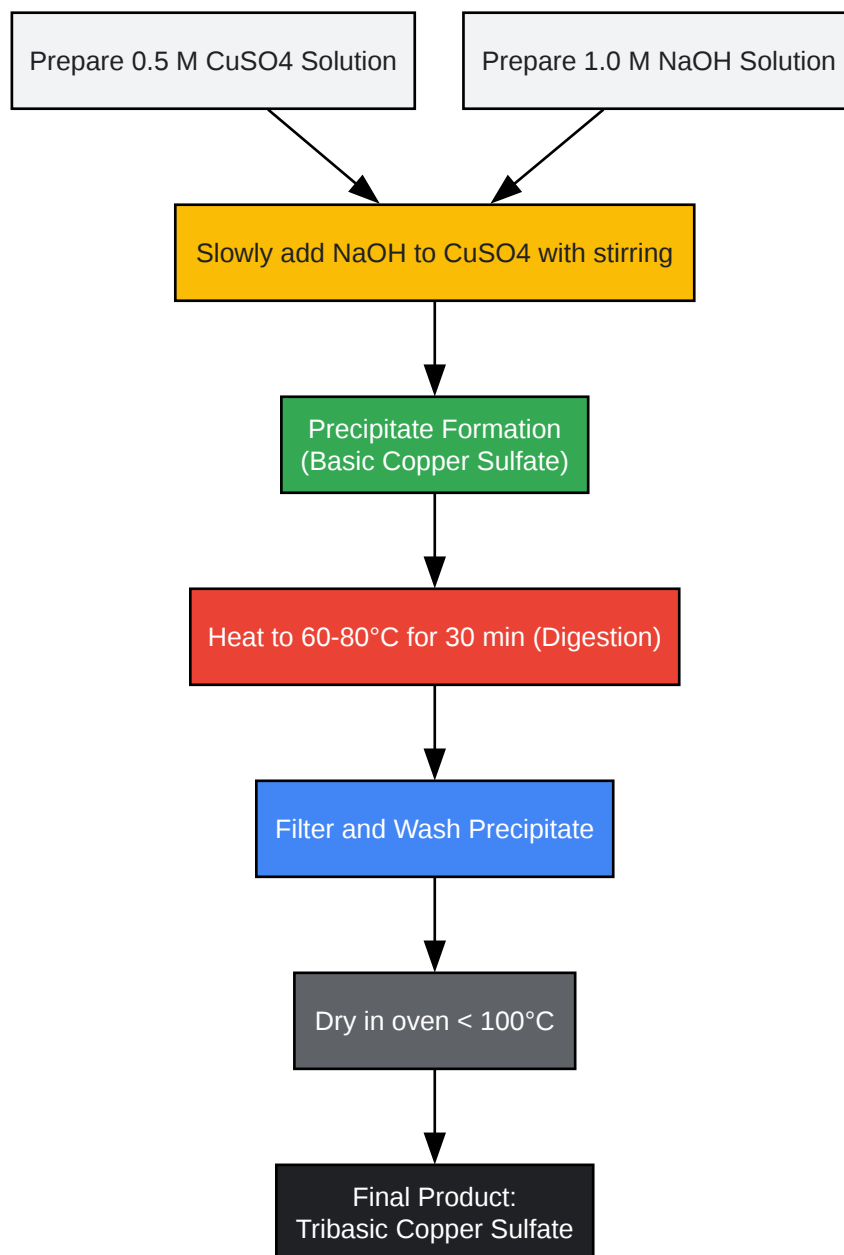 Prepare 0.5 M CuSO4 Solution
Prepare 1.0 M NaOH Solution
Slowly add NaOH to CuSO4 with stirring
Precipitate Formation
(Basic Copper Sulfate)
Heat to 60-80°C for 30 min (Digestion)
Filter and Wash Precipitate
Dry in oven < 100°C
Final Product:
Tribasic Copper Sulfate